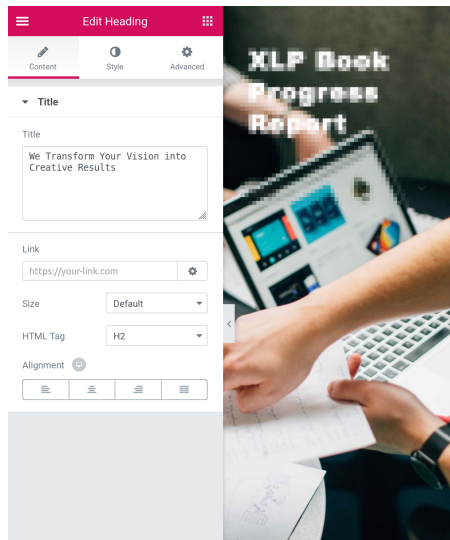 Edit Heading
Content
Style
Advanced
Title
Title
We Transform Your Vision into
Creative Results
Link
https://your-link.com
Size
Default
HTML Tag
H2
Alignment
XLP Book
Progress
Report